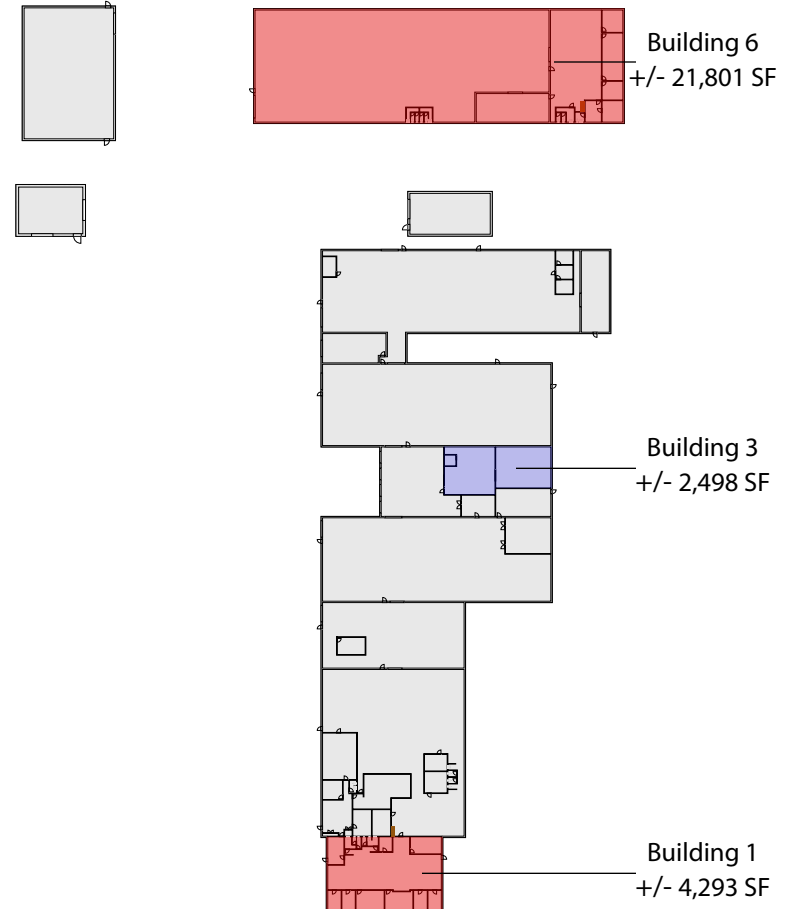 Building 6
+/- 21,801 SF
Building 3
+/- 2,498 SF
Building 1
+/- 4,293 SF